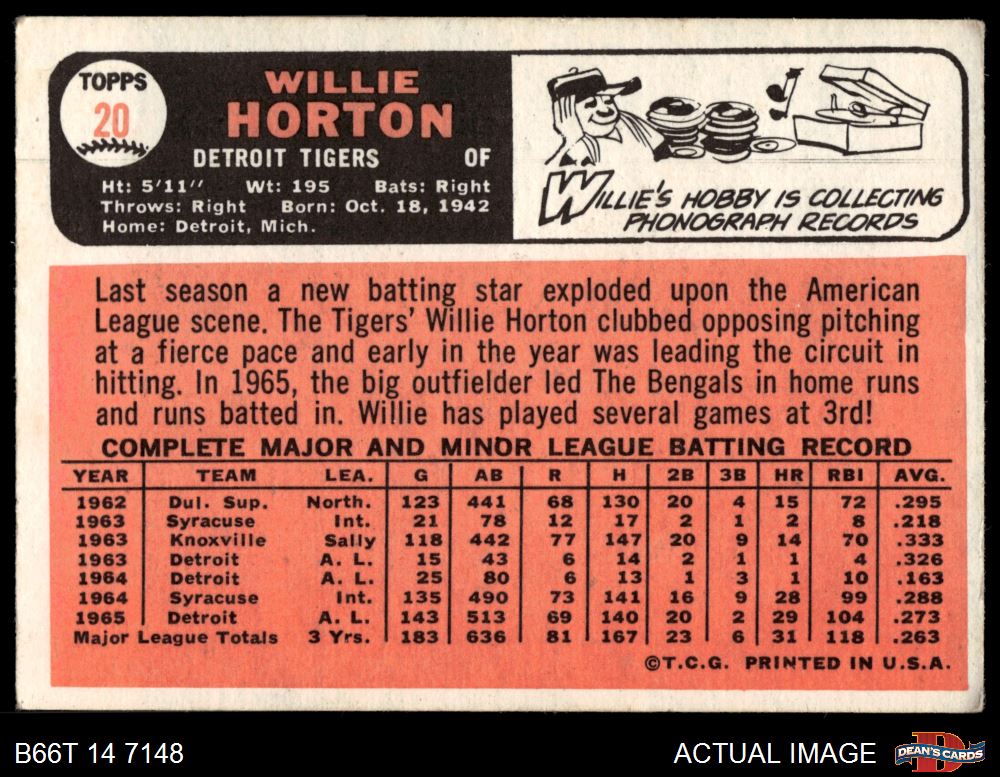 TOPPS
20
WILLIE
HORTON
DETROIT TIGERS OF
Ht: 5'11" Wt: 195 Bats: Right
Throws: Right Born: Oct. 18, 1942
Home: Detroit, Mich.
WILLIE'S HOBBY IS COLLECTING
PHONOGRAPH RECORDS
Last season a new batting star exploded upon the American
League scene. The Tigers' Willie Horton clubbed opposing pitching
at a fierce pace and early in the year was leading the circuit in
hitting. In 1965, the big outfielder led The Bengals in home runs
and runs batted in. Willie has played several games at 3rd!
COMPLETE MAJOR AND MINOR LEAGUE BATTING RECORD
YEAR TEAM LEA. G AB R H 2B 3B HR RBI AVG.
1962 Dul. Sup. North. 123 441 68 130 20 4 15 72 .295
1963 Syracuse Int. 21 78 12 17 2 1 2 8 .218
1963 Knoxville Sally 118 442 77 147 20 9 14 70 .333
1963 Detroit A. L. 15 43 6 14 2 1 1 4 .326
1964 Detroit A. L. 25 80 6 13 1 3 1 10 .163
1964 Syracuse Int. 135 490 73 141 16 9 28 99 .288
1965 Detroit A. L. 143 513 69 140 20 2 29 104 .273
Major League Totals 3 Yrs. 183 636 81 167 23 6 31 118 .263
©T.C.G. PRINTED IN U.S.A.
B66T 14 7148
ACTUAL IMAGE
DEAN'S CARDS